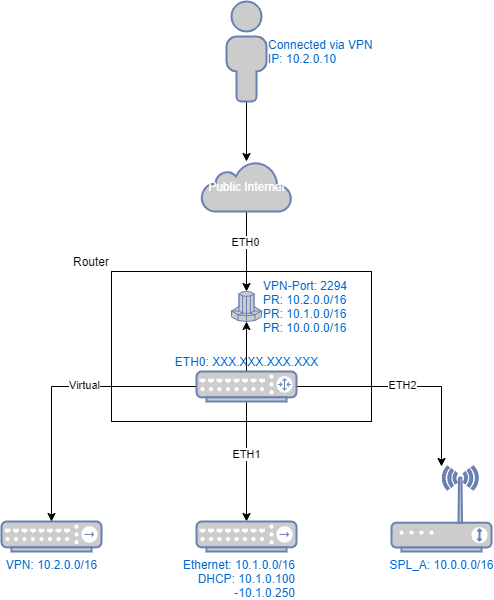 Connected via VPN
IP: 10.2.0.10
Public Internet
ETH0
Router
VPN-Port: 2294
PR: 10.2.0.0/16
PR: 10.1.0.0/16
PR: 10.0.0.0/16
ETH0: XXX.XXX.XXX.XXX
Virtual
ETH2
ETH1
VPN: 10.2.0.0/16
Ethernet: 10.1.0.0/16
DHCP: 10.1.0.100
-10.1.0.250
SPL_A: 10.0.0.0/16